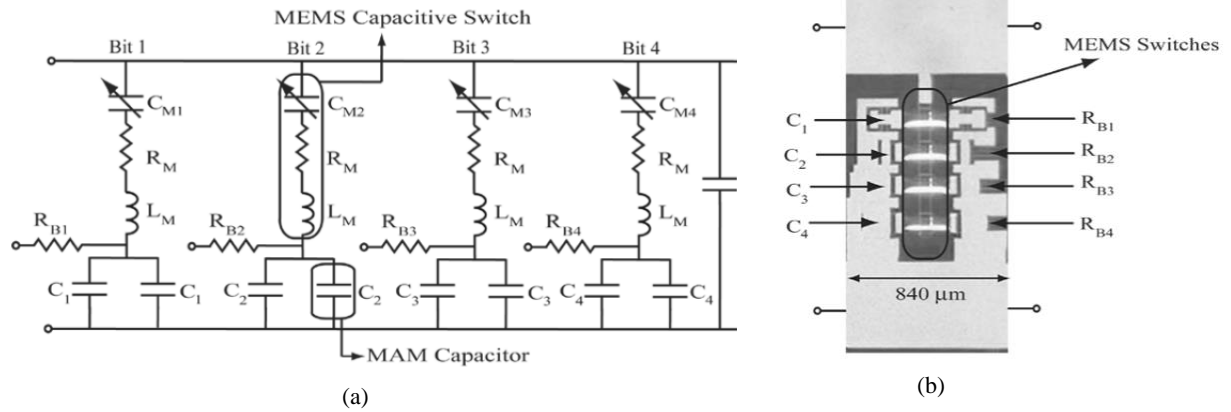 MEMS Capacitive Switch
Bit 1
Bit 2
Bit 3
Bit 4
C_M1
C_M2
C_M3
C_M4
R_M
R_M
R_M
R_M
L_M
L_M
L_M
L_M
R_B1
R_B2
R_B3
R_B4
C_1
C_1
C_2
C_2
C_3
C_3
C_4
C_4
MAM Capacitor
(a)
MEMS Switches
C_1
C_2
C_3
C_4
R_B1
R_B2
R_B3
R_B4
840 μm
(b)